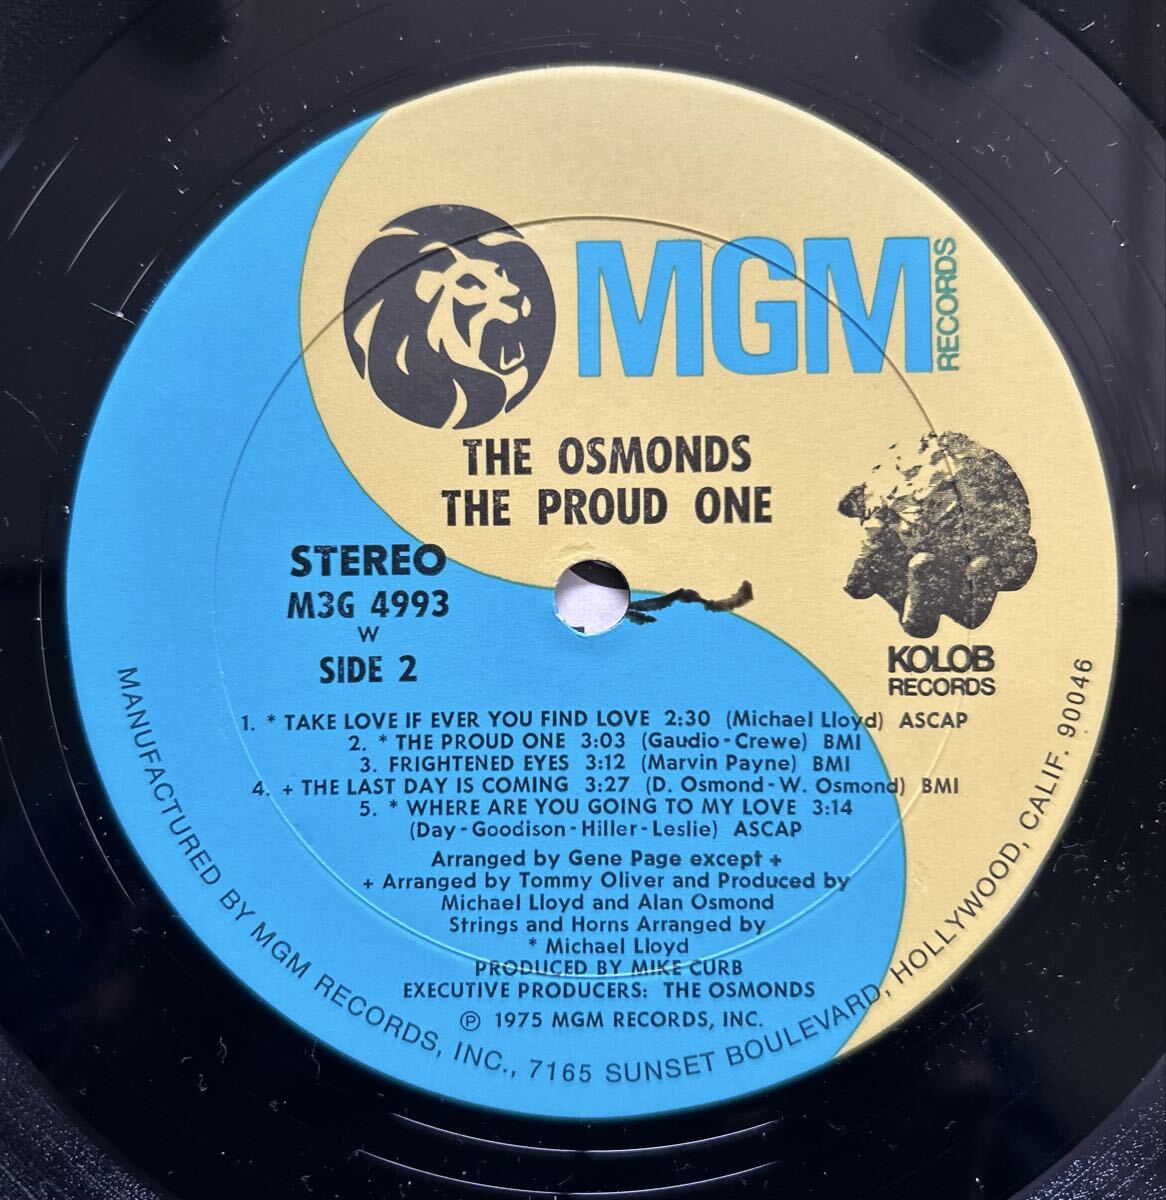 MGM
RECORDS
THE OSMONDS
THE PROUD ONE
STEREO
M3G 4993
W
SIDE 2
KOLOB
RECORDS
1. * TAKE LOVE IF EVER YOU FIND LOVE 2:30 (Michael Lloyd) ASCAP
2. * THE PROUD ONE 3:03 (Gaudio-Crewe) BMI
3. FRIGHTENED EYES 3:12 (Marvin Payne) BMI
4. + THE LAST DAY IS COMING 3:27 (D. Osmond-W. Osmond) BMI
5. * WHERE ARE YOU GOING TO MY LOVE 3:14
(Day-Goodison-Hiller-Leslie) ASCAP
Arranged by Gene Page except +
+ Arranged by Tommy Oliver and Produced by
Michael Lloyd and Alan Osmond
Strings and Horns Arranged by
* Michael Lloyd
PRODUCED BY MIKE CURB
EXECUTIVE PRODUCERS: THE OSMONDS
℗ 1975 MGM RECORDS, INC.
MANUFACTURED BY MGM RECORDS, INC., 7165 SUNSET BOULEVARD, HOLLYWOOD, CALIF. 90046